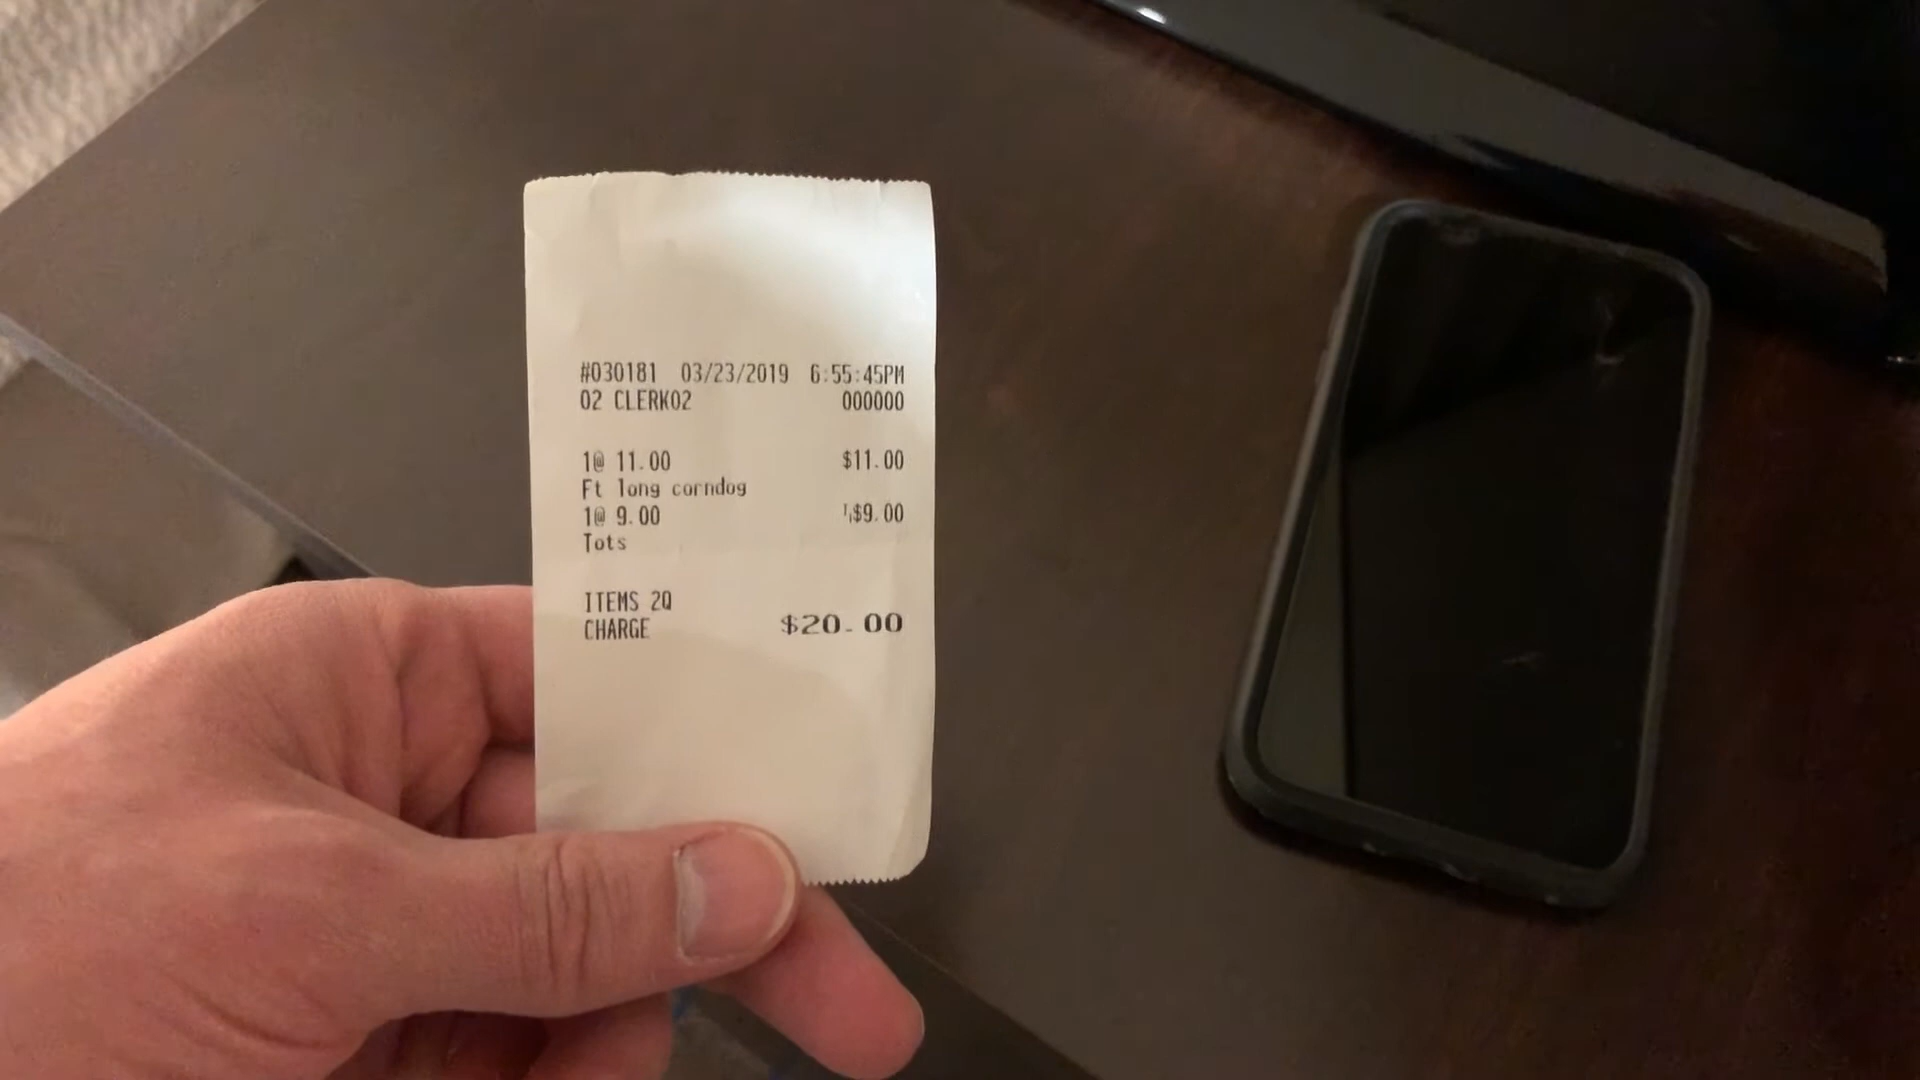 #030181 03/23/2019 6:55:45PM
02 CLERK02 000000
1@ 11.00 $11.00
Ft long corndog
1@ 9.00 $9.00
Tots
ITEMS 2Q
CHARGE $20.00